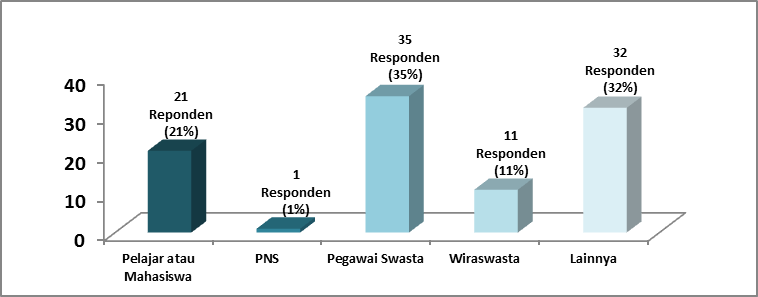 21
Reponden
(21%)
1
Responden
(1%)
35
Responden
(35%)
11
Responden
(11%)
32
Responden
(32%)
40
30
20
10
0
Pelajar atau
Mahasiswa
PNS
Pegawai Swasta
Wiraswasta
Lainnya